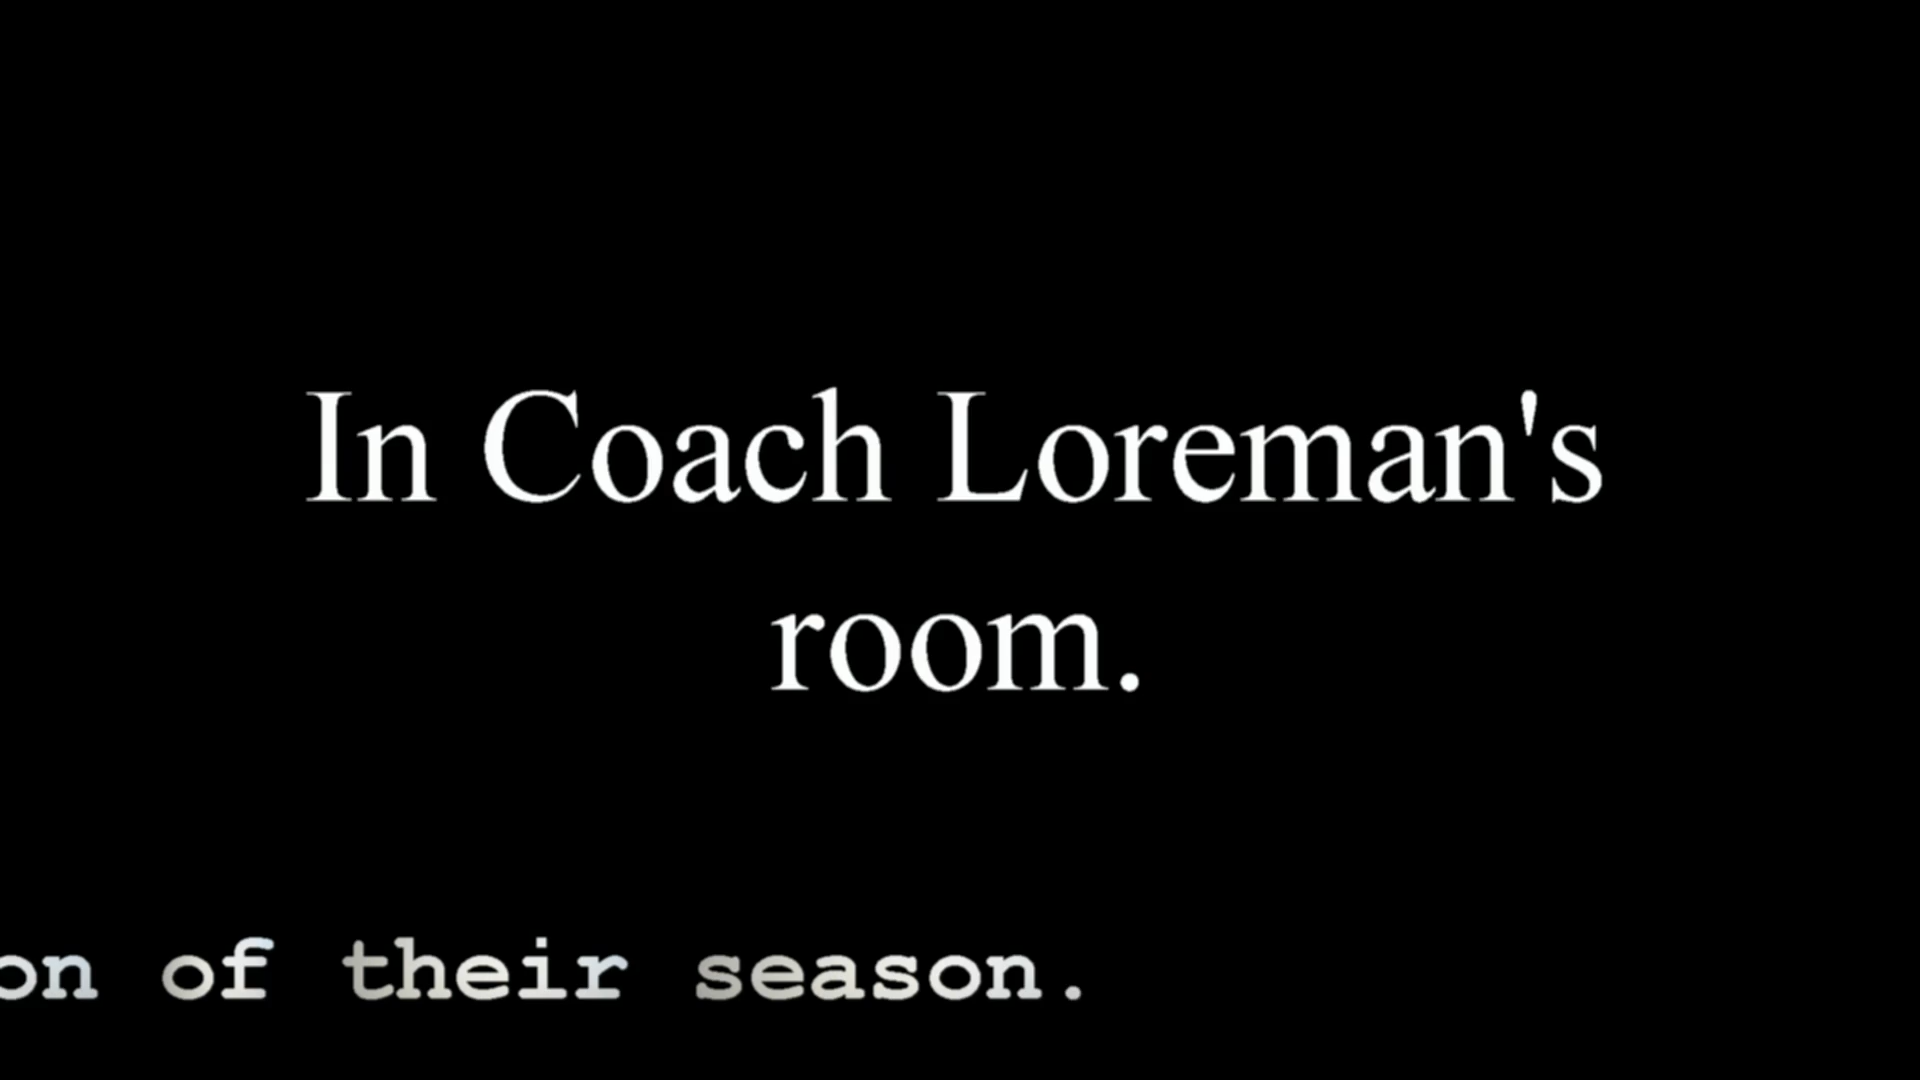 In Coach Loreman's
room.
on of their season.